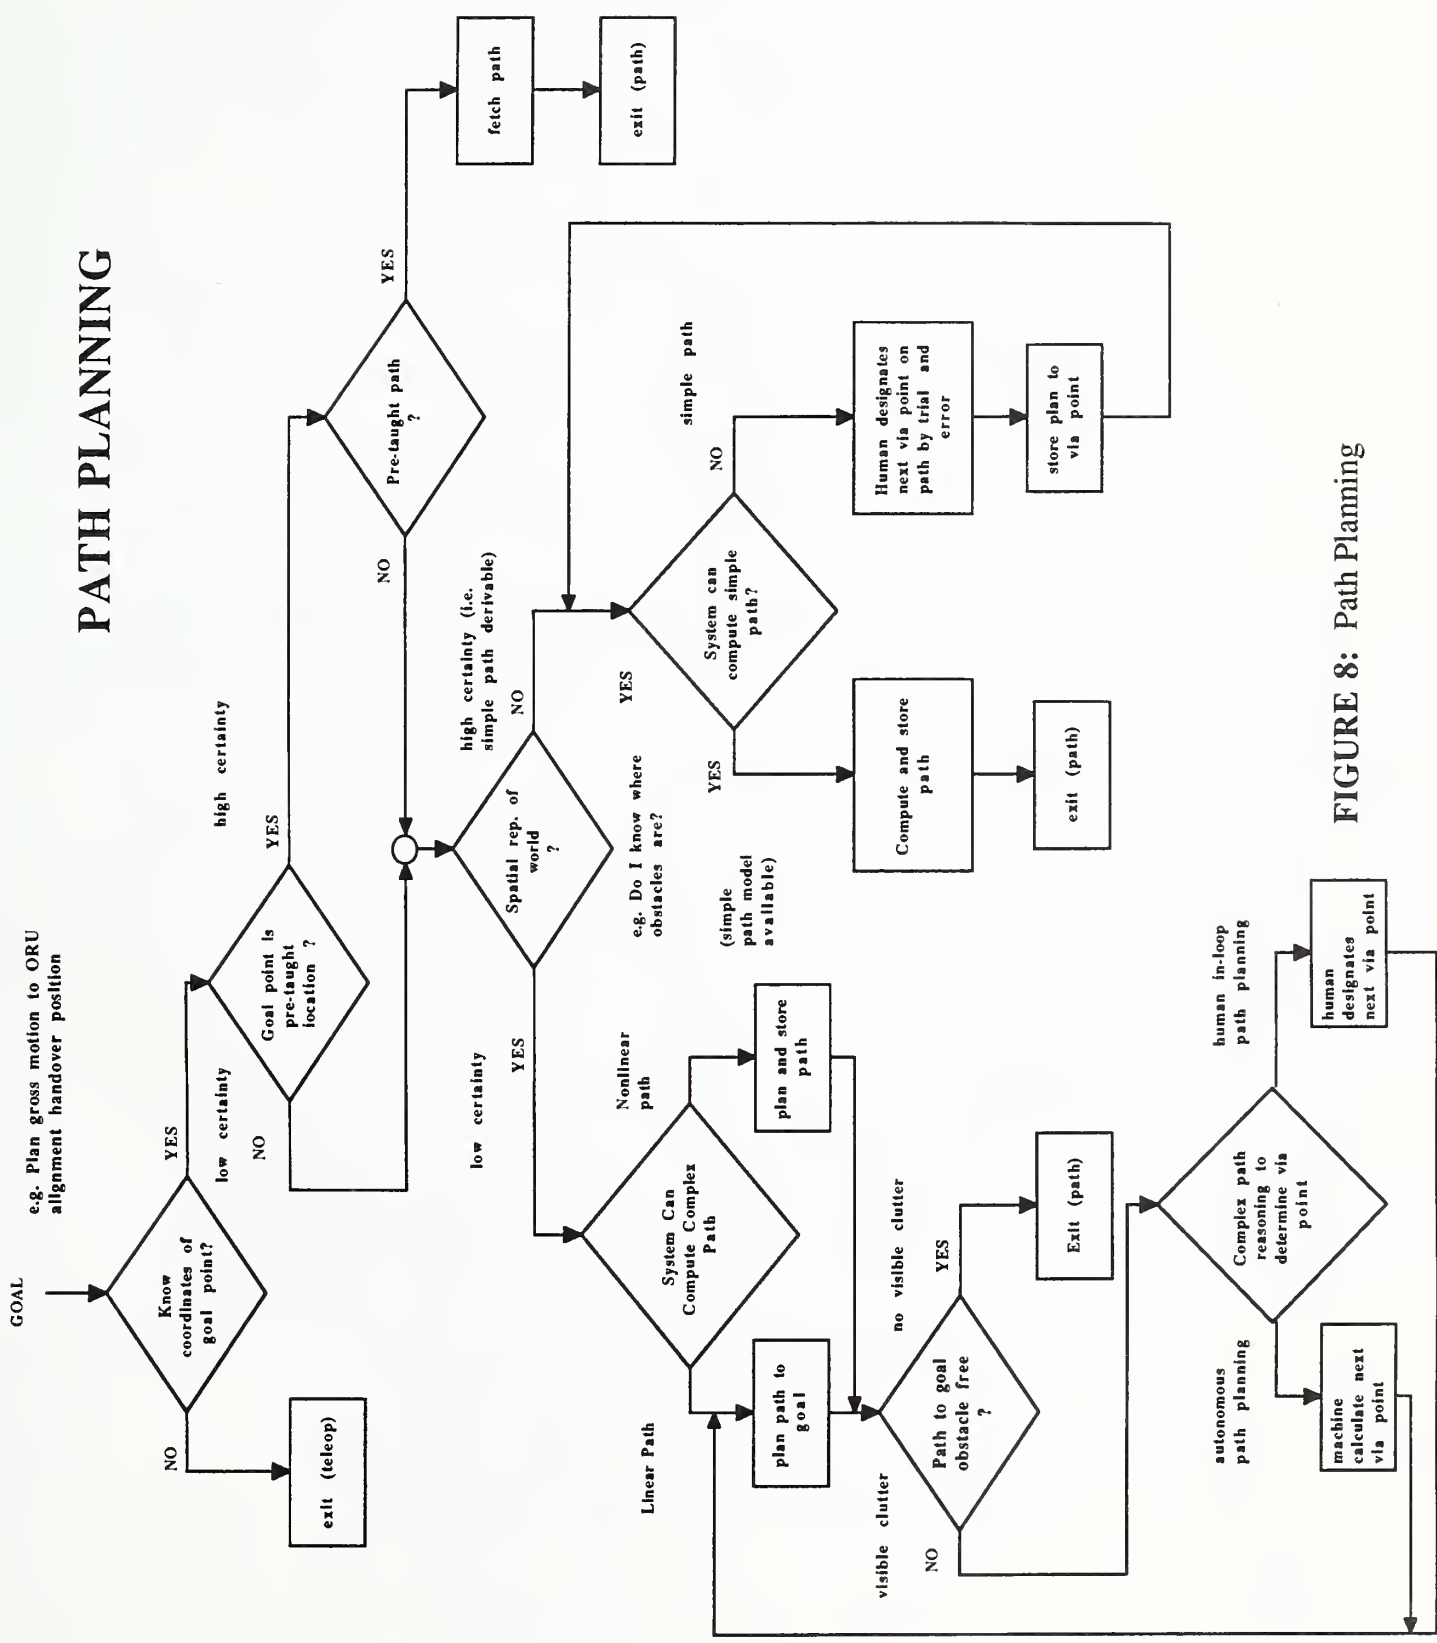 PATH PLANNING
GOAL
e.g. Plan gross motion to ORU
alignment handover position
Know
coordinates of
goal point?
NO
YES
exit (teleop)
low certainty
high certainty
Goal point is
pre-taught
location ?
NO
YES
Pre-taught path
?
NO
YES
fetch path
exit (path)
Spatial rep. of
world
?
low certainty
YES
high certainty (i.e.
simple path derivable)
NO
e.g. Do I know where
obstacles are?
(simple
path model
available)
System Can
Compute Complex
Path
Linear Path
Nonlinear
path
plan path to
goal
plan and store
path
System can
compute simple
path?
YES
YES
NO
simple path
Compute and store
path
exit (path)
Human designates
next via point on
path by trial and
error
store plan to
via point
Path to goal
obstacle free
?
visible clutter
NO
no visible clutter
YES
Exit (path)
Complex path
reasoning to
determine via
point
autonomous
path planning
human in-loop
path planning
machine
calculate next
via point
human
designates
next via point
FIGURE 8: Path Planning